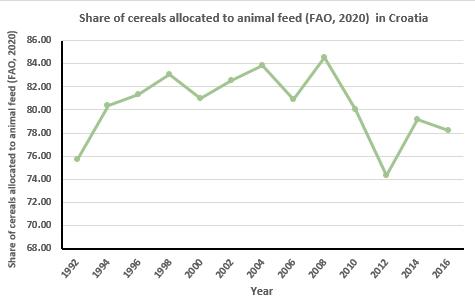 Share of cereals allocated to animal feed (FAO, 2020)  in Croatia
Share of cereals allocated to animal feed (FAO, 2020)
86.00
84.00
82.00
80.00
78.00
76.00
74.00
72.00
70.00
68.00
1992 1994 1996 1998 2000 2002 2004 2006 2008 2010 2012 2014 2016
Year